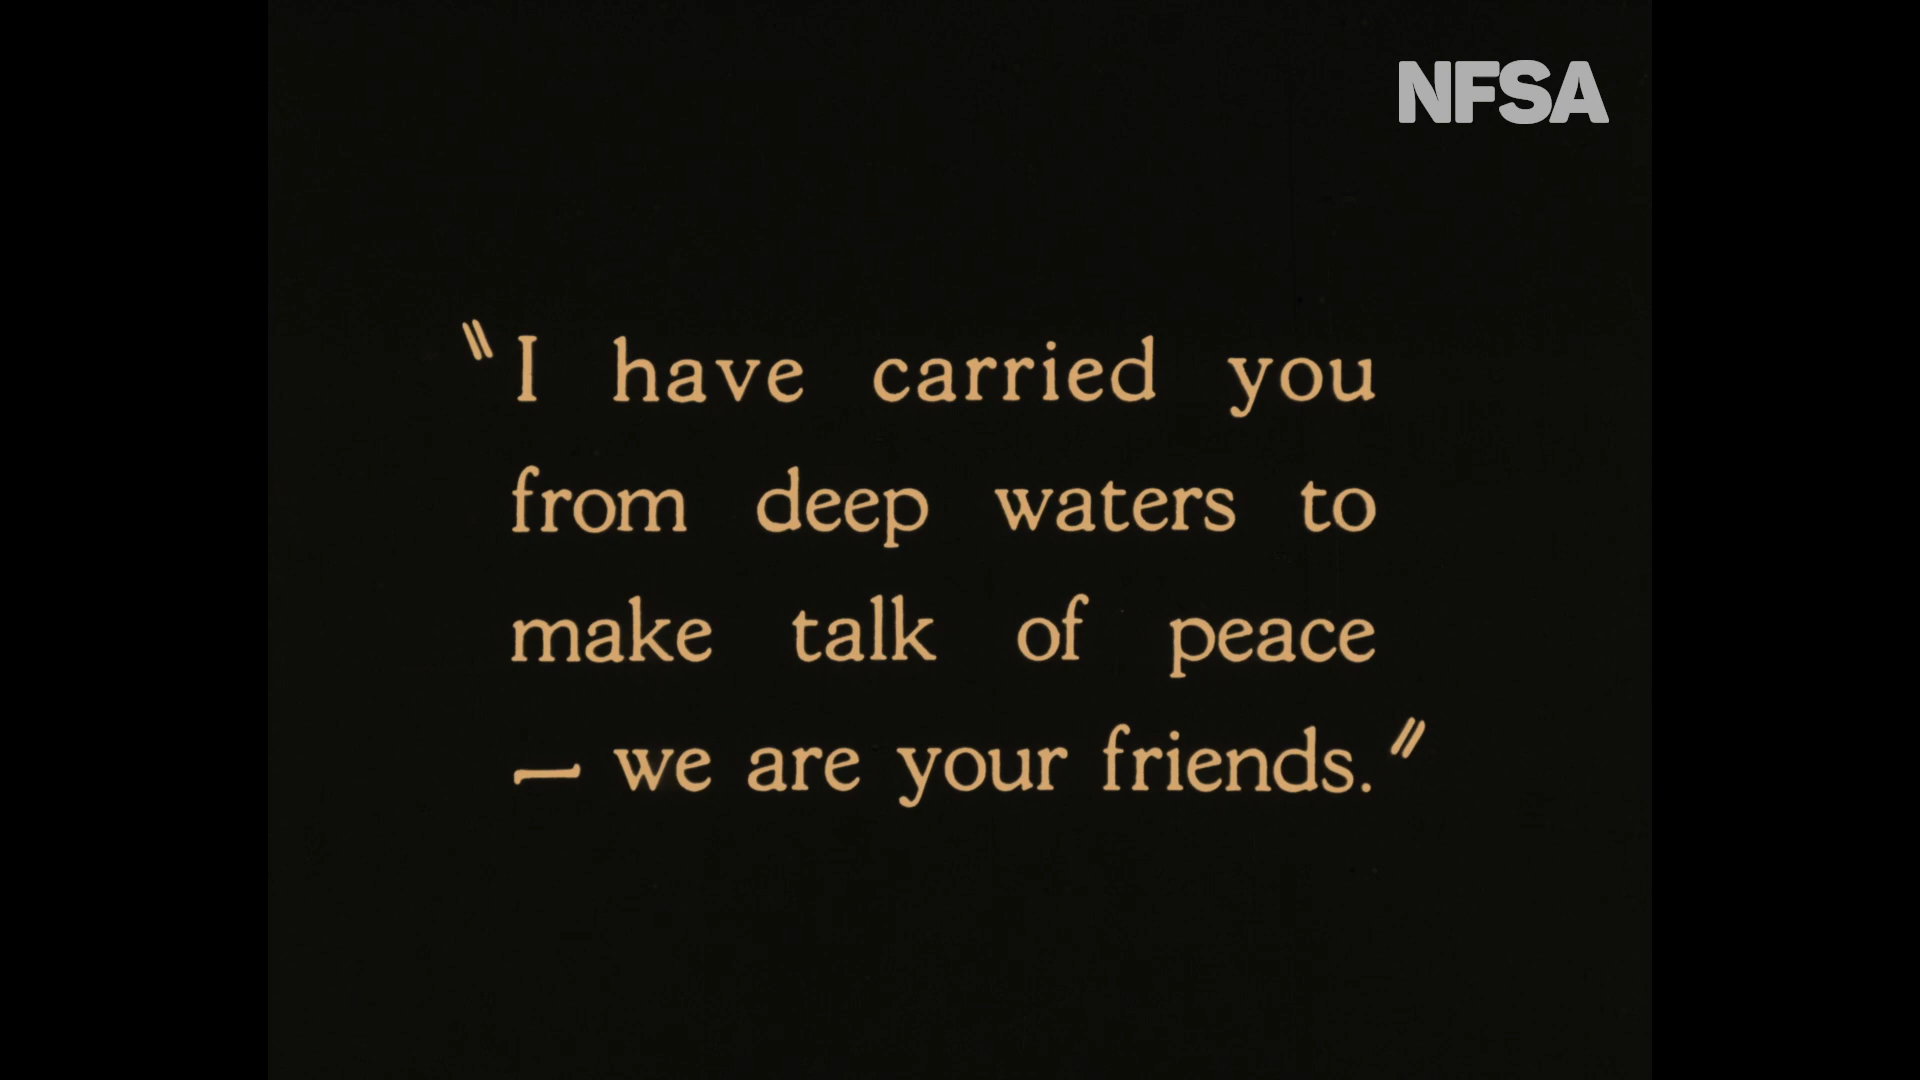 NFSA
"I have carried you
from deep waters to
make talk of peace
— we are your friends."